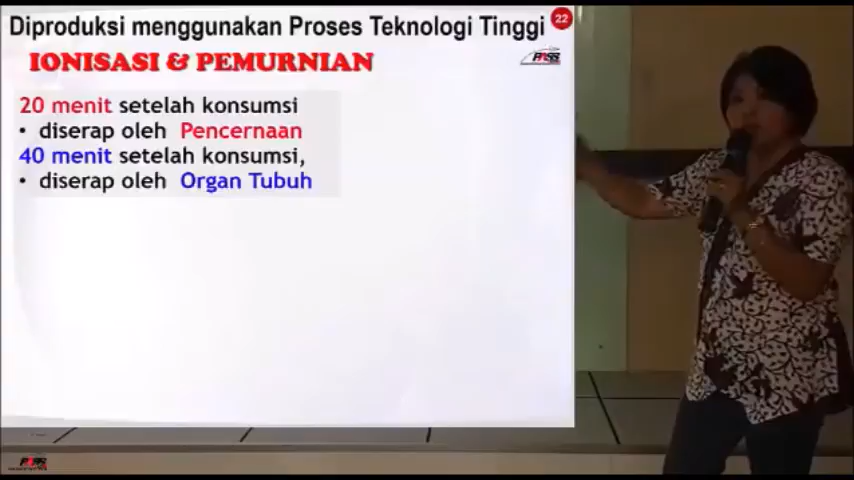 Diproduksi menggunakan Proses Teknologi Tinggi
22
IONISASI & PEMURNIAN
20 menit setelah konsumsi
• diserap oleh Pencernaan
40 menit setelah konsumsi,
• diserap oleh Organ Tubuh